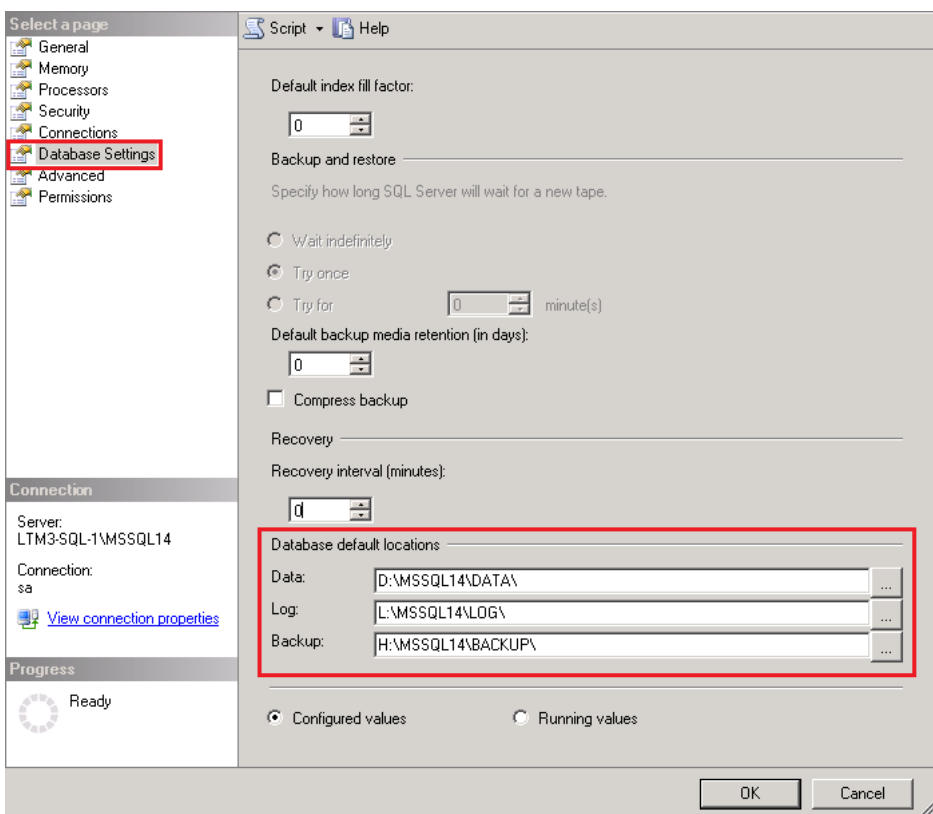 Select a page
General
Memory
Processors
Security
Connections
Database Settings
Advanced
Permissions
Connection
Server:
LTM3-SQL-1\MSSQL14
Connection:
sa
View connection properties
Progress
Ready
Script Help
Default index fill factor:
0
Backup and restore
Specify how long SQL Server will wait for a new tape.
Wait indefinitely
Try once
Try for 0 minute(s)
Default backup media retention (in days):
0
Compress backup
Recovery
Recovery interval (minutes):
0
Database default locations
Data: D:\MSSQL14\DATA\ ...
Log: L:\MSSQL14\LOG\ ...
Backup: H:\MSSQL14\BACKUP\ ...
Configured values Running values
OK Cancel